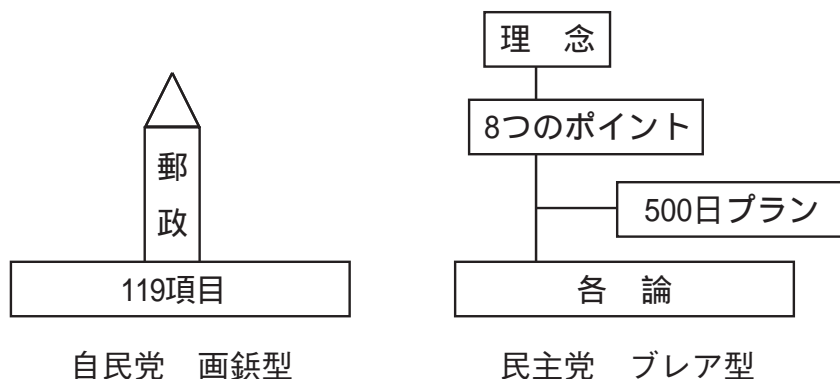 郵
政
119項目
自民党　画鋲型
理　念
8つのポイント
500日プラン
各　論
民主党　ブレア型